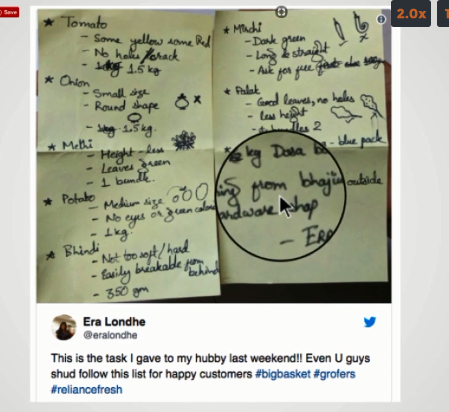 Save
2.0x
★ Tomato
- Some yellow some Red
- No holes/crack
- 1.5 kg
★ Onion
- Small size
- Round shape
x
- 1.5 kg.
★ Methi
- Height - less
- Leaves green
- 1 bundle.
★ Potato
- Medium size
- No eyes or green colour
- 1 kg.
★ Bhindi
- Not too soft/hard
- Easily breakable from behind
- 350 gm
★ Mirchi
- Dark green
- Long & straight
- Ask for free
★ Palak
- Good leaves, no holes
- less height
2
kg Dosa
- blue pack
from bhaji
outside
shop
- Era
Era Londhe
@eralondhe
This is the task I gave to my hubby last weekend!! Even U guys
shud follow this list for happy customers #bigbasket #grofers
#reliancefresh